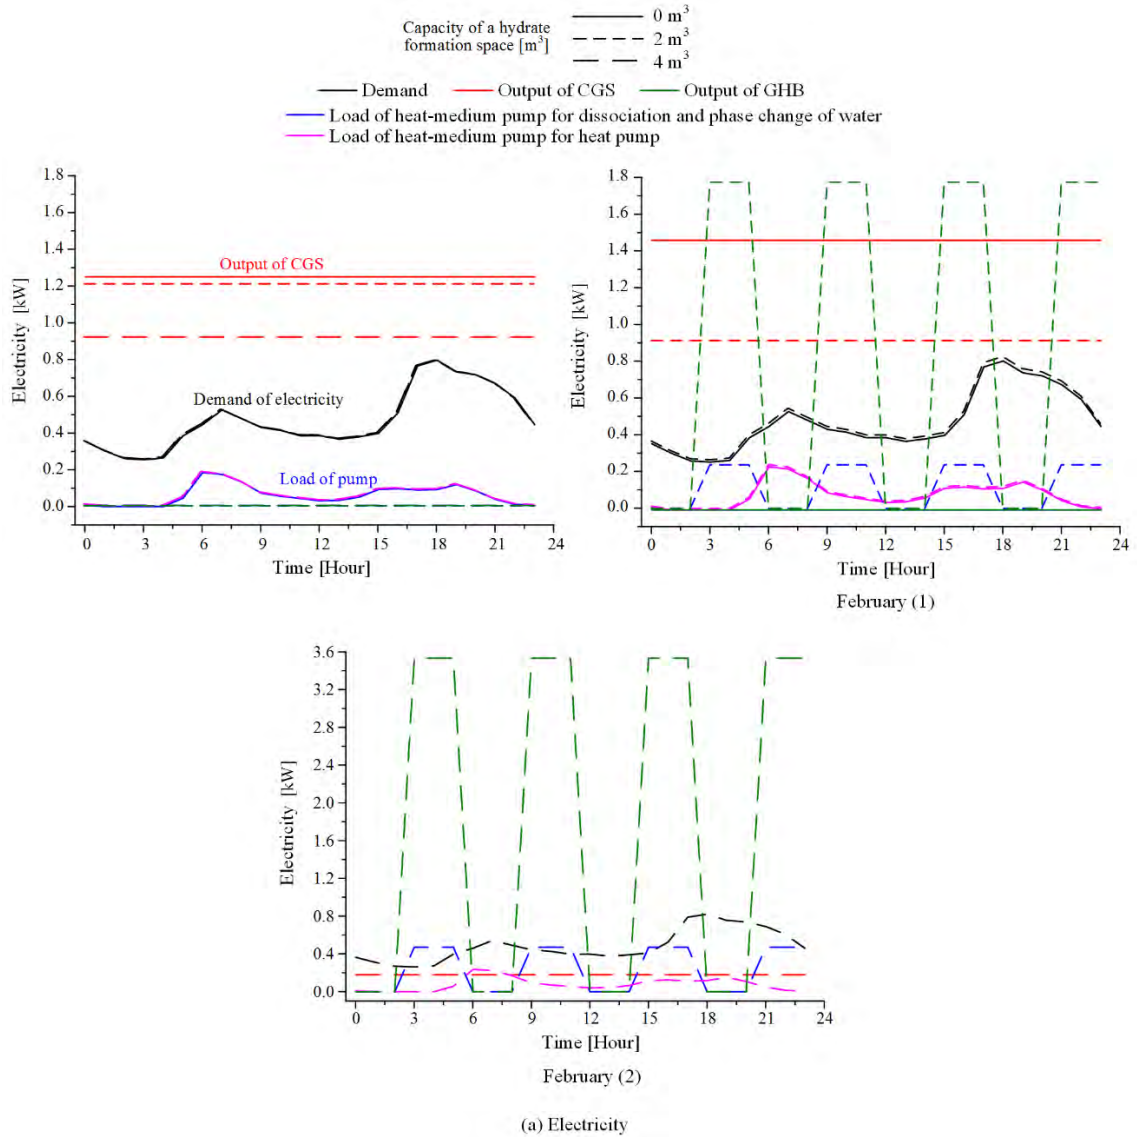 Capacity of a hydrate
formation space [m³]
0 m³
2 m³
4 m³
Demand
Output of CGS
Output of GHB
Load of heat-medium pump for dissociation and phase change of water
Load of heat-medium pump for heat pump
Electricity [kW]
1.8
1.6
1.4
1.2
1.0
0.8
0.6
0.4
0.2
0.0
Output of CGS
Demand of electricity
Load of pump
0 3 6 9 12 15 18 21 24
Time [Hour]
Electricity [kW]
1.8
1.6
1.4
1.2
1.0
0.8
0.6
0.4
0.2
0.0
0 3 6 9 12 15 18 21 24
Time [Hour]
February (1)
Electricity [kW]
3.6
3.2
2.8
2.4
2.0
1.6
1.2
0.8
0.4
0.0
0 3 6 9 12 15 18 21 24
Time [Hour]
February (2)
(a) Electricity